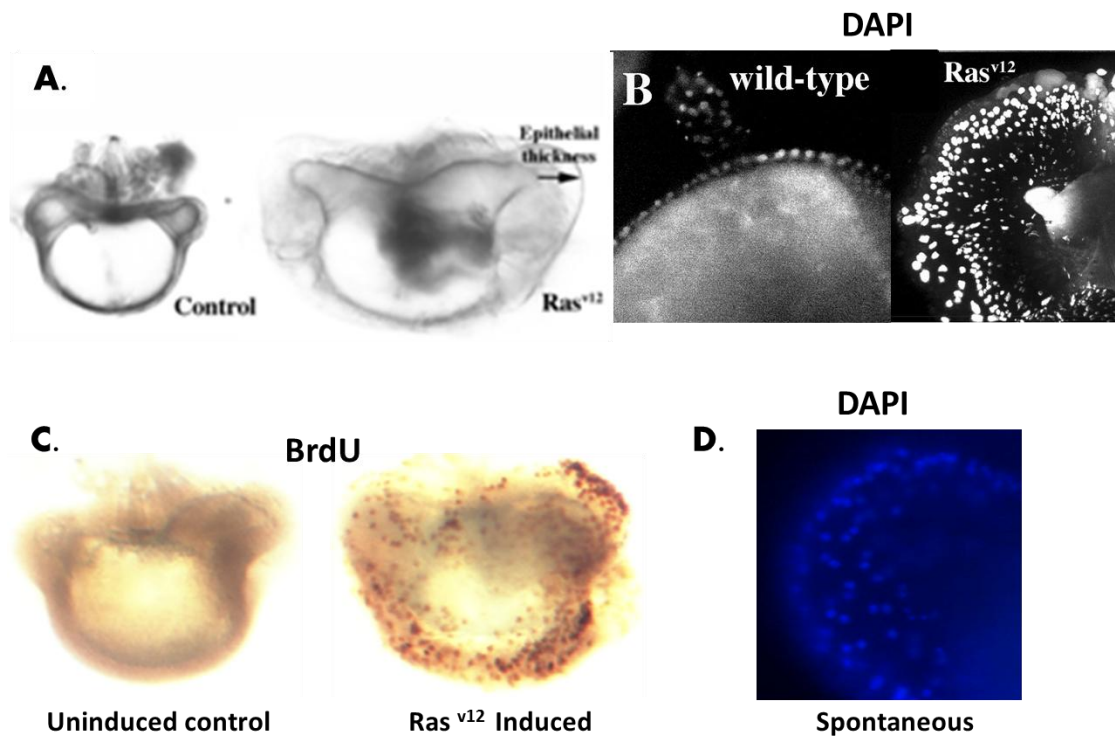 DAPI
A.
Epithelial
thickness
Control
Ras^v12
B
wild-type
Ras^v12
DAPI
C.
BrdU
D.
Uninduced control
Ras ^v12 Induced
Spontaneous